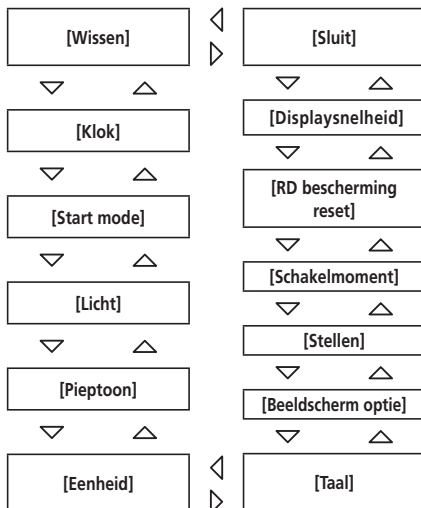 [Wissen]
[Klok]
[Start mode]
[Licht]
[Pieptoon]
[Eenheid]
[Sluit]
[Displaysnelheid]
[RD bescherming
reset]
[Schakelmoment]
[Stellen]
[Beeldscherm optie]
[Taal]